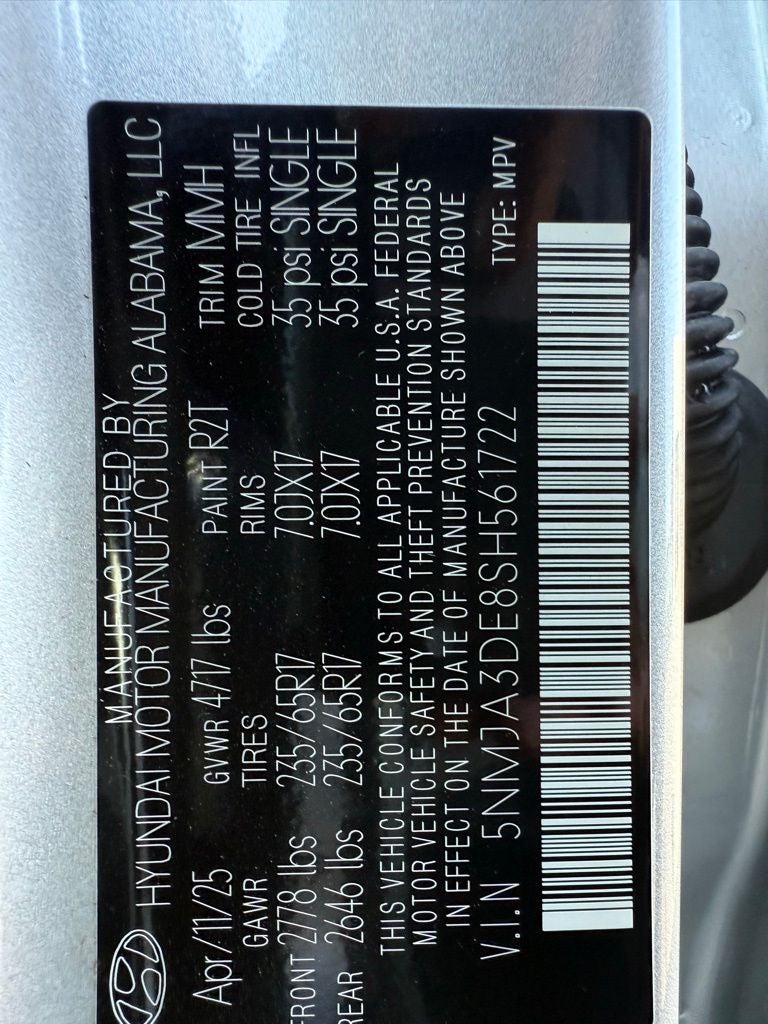 MANUFACTURED BY
HYUNDAI MOTOR MANUFACTURING ALABAMA, LLC
Apr/11/25 GVWR 4717 lbs PAINT R2T TRIM MMH
GAWR TIRES RIMS COLD TIRE INFL
FRONT 2778 lbs 235/65R17 7.0JX17 35 psi SINGLE
REAR 2646 lbs 235/65R17 7.0JX17 35 psi SINGLE
THIS VEHICLE CONFORMS TO ALL APPLICABLE U.S.A. FEDERAL
MOTOR VEHICLE SAFETY AND THEFT PREVENTION STANDARDS
IN EFFECT ON THE DATE OF MANUFACTURE SHOWN ABOVE
V.I.N 5NMJA3DE8SH561722 TYPE: MPV